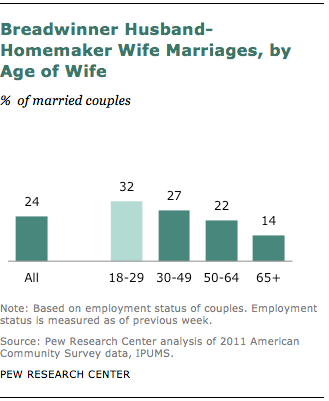 Breadwinner Husband-
Homemaker Wife Marriages, by
Age of Wife
% of married couples
24
32
27
22
14
All
18-29
30-49
50-64
65+
Note: Based on employment status of couples. Employment
status is measured as of previous week.
Source: Pew Research Center analysis of 2011 American
Community Survey data, IPUMS.
PEW RESEARCH CENTER